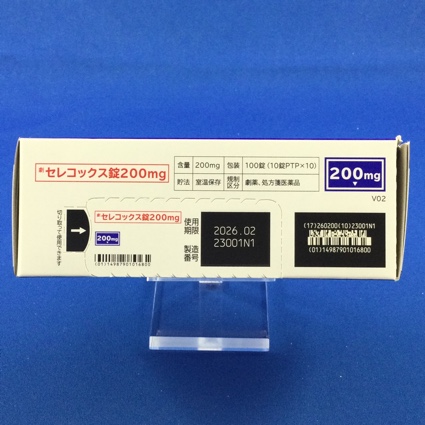 劇 セレコックス錠200mg
含量 200mg 包装 100錠(10錠PTP×10)
貯法 室温保存 規制区分 劇薬、処方箋医薬品
200mg
V02
切り取って使用できます
劇 セレコックス錠200mg
200mg
(01)14987901016800
使用期限 2026.02
製造番号 23001N1
(17)260200(10)23001N1
(01)14987901016800